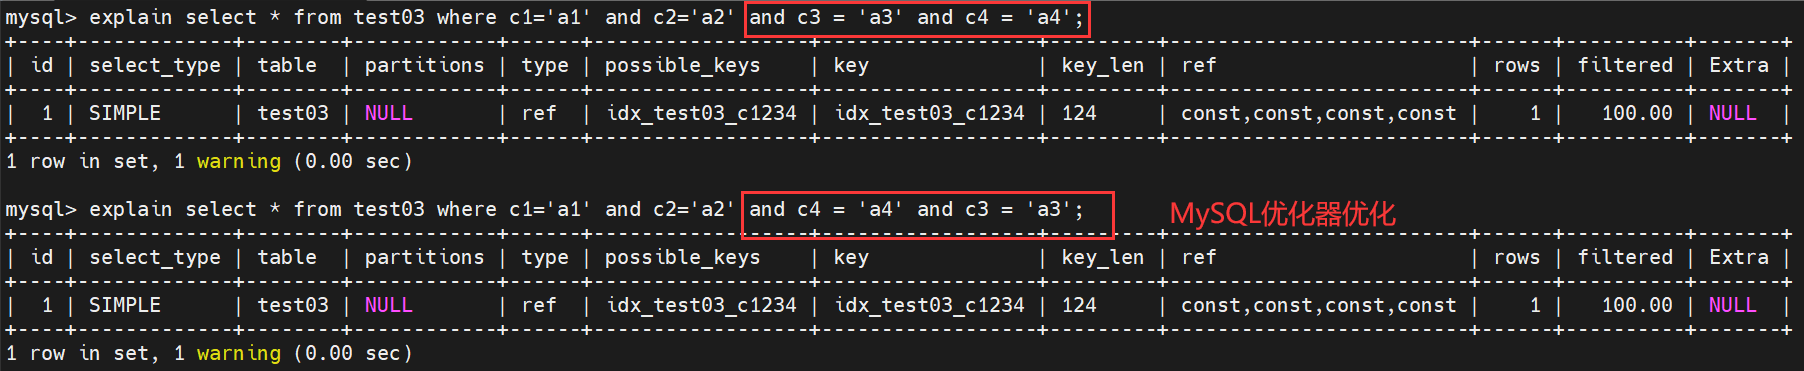 mysql> explain select * from test03 where c1='a1' and c2='a2' and c3 = 'a3' and c4 = 'a4';
+----+-------------+--------+------------+------+-----------------+-----------------+---------+-------------------------+------+----------+-------+
| id | select_type | table  | partitions | type | possible_keys   | key             | key_len | ref                     | rows | filtered | Extra |
+----+-------------+--------+------------+------+-----------------+-----------------+---------+-------------------------+------+----------+-------+
|  1 | SIMPLE      | test03 | NULL       | ref  | idx_test03_c1234 | idx_test03_c1234 | 124     | const,const,const,const |    1 |   100.00 | NULL  |
+----+-------------+--------+------------+------+-----------------+-----------------+---------+-------------------------+------+----------+-------+
1 row in set, 1 warning (0.00 sec)
mysql> explain select * from test03 where c1='a1' and c2='a2' and c4 = 'a4' and c3 = 'a3'; MySQL优化器优化
+----+-------------+--------+------------+------+-----------------+-----------------+---------+-------------------------+------+----------+-------+
| id | select_type | table  | partitions | type | possible_keys   | key             | key_len | ref                     | rows | filtered | Extra |
+----+-------------+--------+------------+------+-----------------+-----------------+---------+-------------------------+------+----------+-------+
|  1 | SIMPLE      | test03 | NULL       | ref  | idx_test03_c1234 | idx_test03_c1234 | 124     | const,const,const,const |    1 |   100.00 | NULL  |
+----+-------------+--------+------------+------+-----------------+-----------------+---------+-------------------------+------+----------+-------+
1 row in set, 1 warning (0.00 sec)